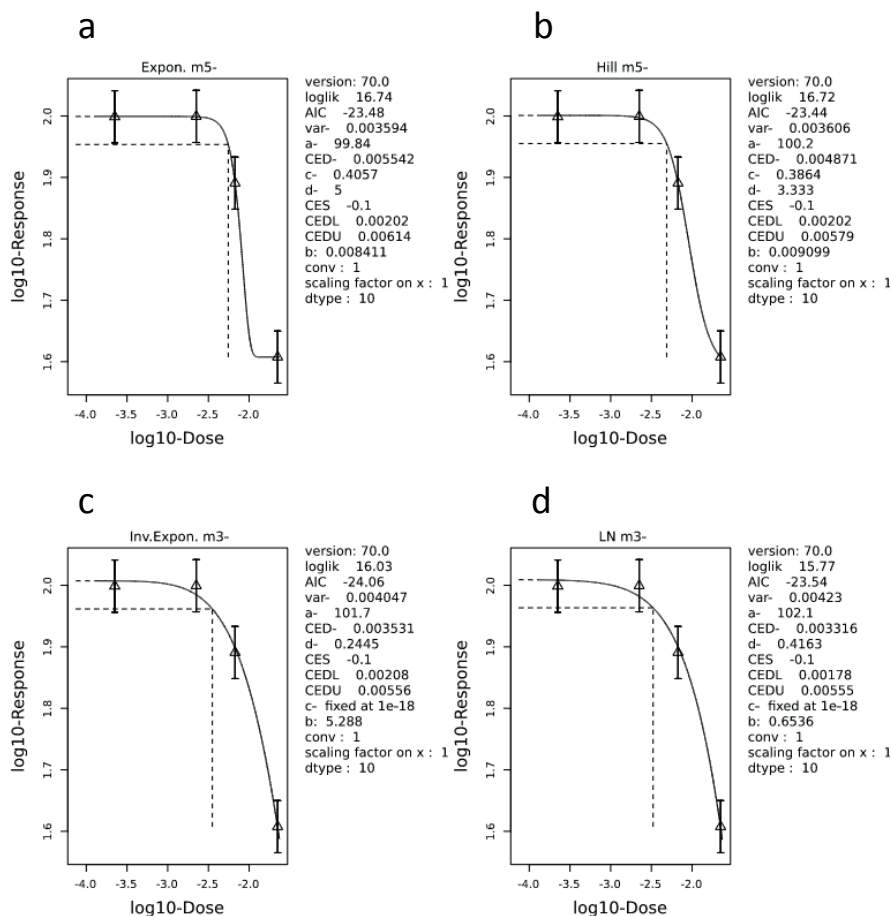 a
Expon. m5-
2.0
1.9
1.8
1.7
1.6
log10-Response
-4.0 -3.5 -3.0 -2.5 -2.0
log10-Dose
version: 70.0
loglik 16.74
AIC -23.48
var- 0.003594
a- 99.84
CED- 0.005542
c- 0.4057
d- 5
CES -0.1
CEDL 0.00202
CEDU 0.00614
b: 0.008411
conv : 1
scaling factor on x : 1
dtype : 10
b
Hill m5-
2.0
1.9
1.8
1.7
1.6
log10-Response
-4.0 -3.5 -3.0 -2.5 -2.0
log10-Dose
version: 70.0
loglik 16.72
AIC -23.44
var- 0.003606
a- 100.2
CED- 0.004871
c- 0.3864
d- 3.333
CES -0.1
CEDL 0.00202
CEDU 0.00579
b: 0.009099
conv : 1
scaling factor on x : 1
dtype : 10
c
Inv.Expon. m3-
2.0
1.9
1.8
1.7
1.6
log10-Response
-4.0 -3.5 -3.0 -2.5 -2.0
log10-Dose
version: 70.0
loglik 16.03
AIC -24.06
var- 0.004047
a- 101.7
CED- 0.003531
d- 0.2445
CES -0.1
CEDL 0.00208
CEDU 0.00556
c- fixed at 1e-18
b: 5.288
conv : 1
scaling factor on x : 1
dtype : 10
d
LN m3-
2.0
1.9
1.8
1.7
1.6
log10-Response
-4.0 -3.5 -3.0 -2.5 -2.0
log10-Dose
version: 70.0
loglik 15.77
AIC -23.54
var- 0.00423
a- 102.1
CED- 0.003316
d- 0.4163
CES -0.1
CEDL 0.00178
CEDU 0.00555
c- fixed at 1e-18
b: 0.6536
conv : 1
scaling factor on x : 1
dtype : 10